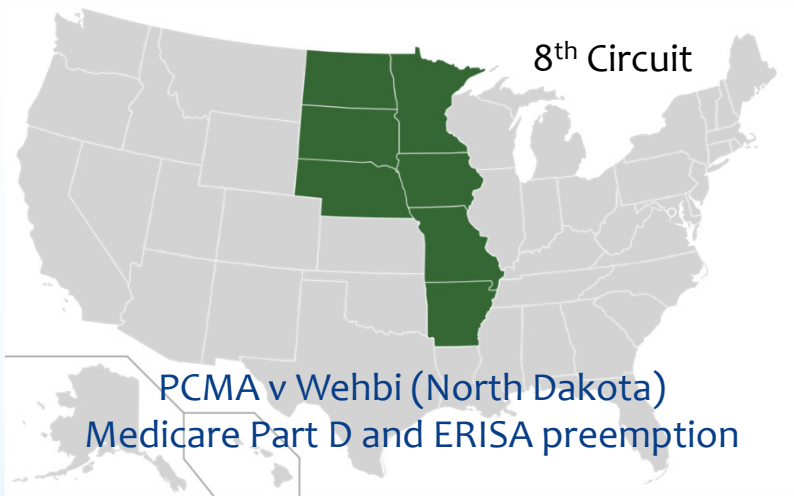 8th Circuit
PCMA v Wehbi (North Dakota)
Medicare Part D and ERISA preemption